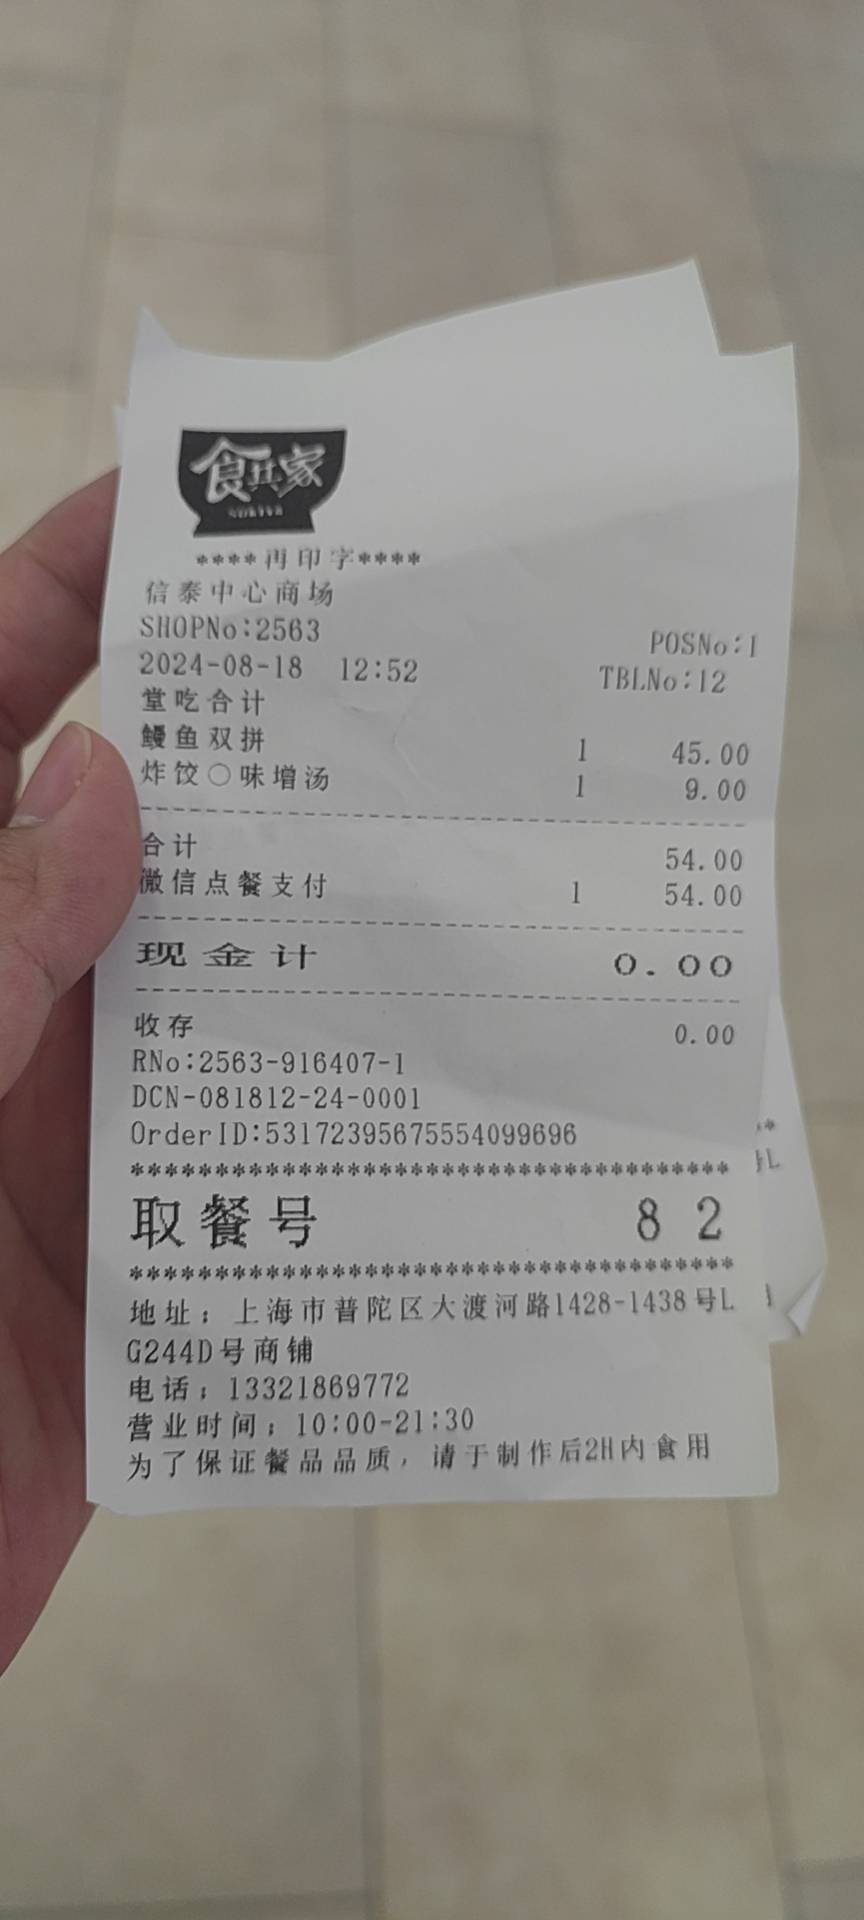 食其家
****再印字****
信泰中心商场
SHOPNo:2563 POSNo:1
2024-08-18 12:52 TBLNo:12
堂吃合计
鳗鱼双拼 1 45.00
炸饺○味增汤 1 9.00
合计 54.00
微信点餐支付 1 54.00
现金计 0.00
收存 0.00
RNo:2563-916407-1
DCN-081812-24-0001
OrderID:53172395675554099696
************************************
取餐号 82
************************************
地址：上海市普陀区大渡河路1428-1438号L
G244D号商铺
电话：13321869772
营业时间：10:00-21:30
为了保证餐品品质，请于制作后2H内食用